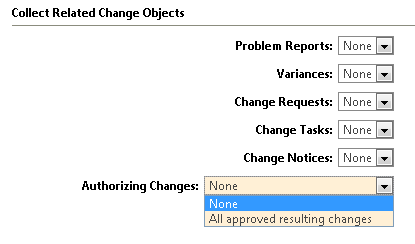 Collect Related Change Objects
Problem Reports: None
Variances: None
Change Requests: None
Change Tasks: None
Change Notices: None
Authorizing Changes: None
None
All approved resulting changes